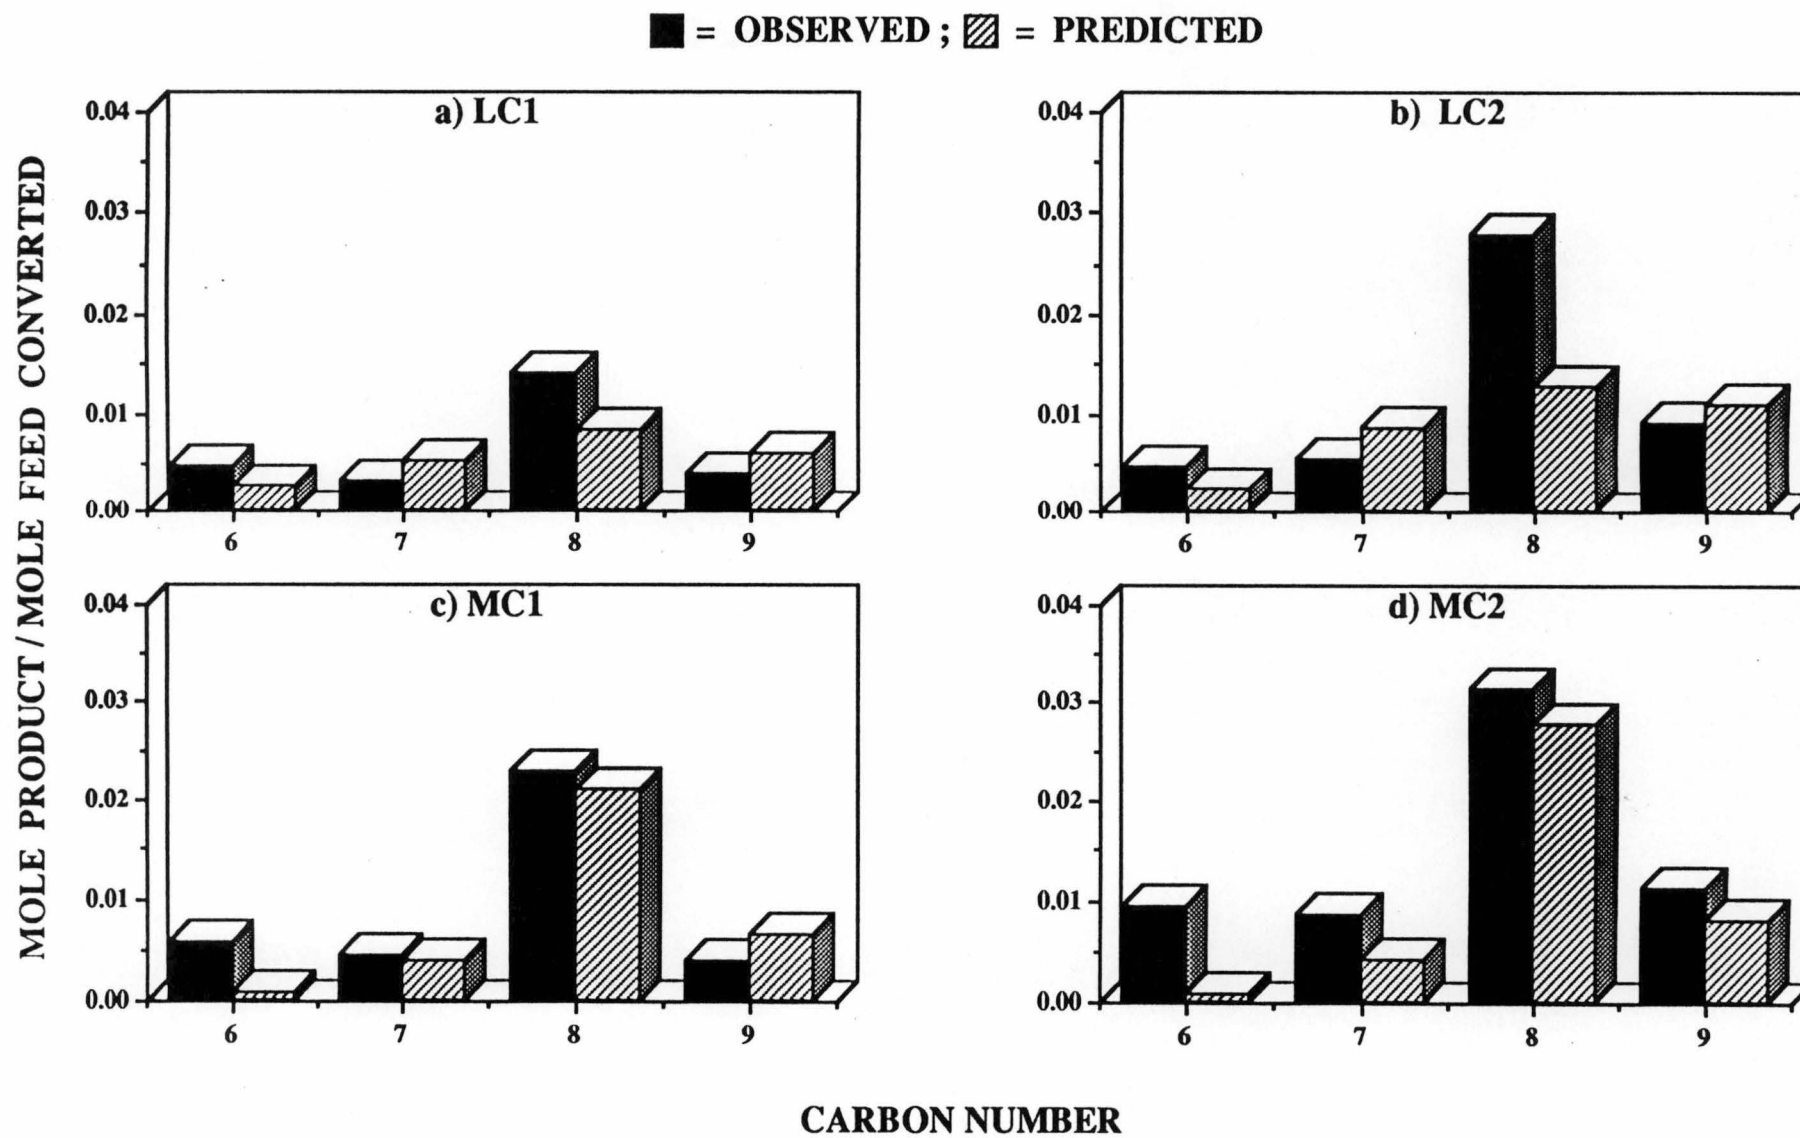 = OBSERVED ; = PREDICTED
MOLE PRODUCT / MOLE FEED CONVERTED
a) LC1
0.04
0.03
0.02
0.01
0.00
6 7 8 9
b) LC2
0.04
0.03
0.02
0.01
0.00
6 7 8 9
c) MC1
0.04
0.03
0.02
0.01
0.00
6 7 8 9
d) MC2
0.04
0.03
0.02
0.01
0.00
6 7 8 9
CARBON NUMBER